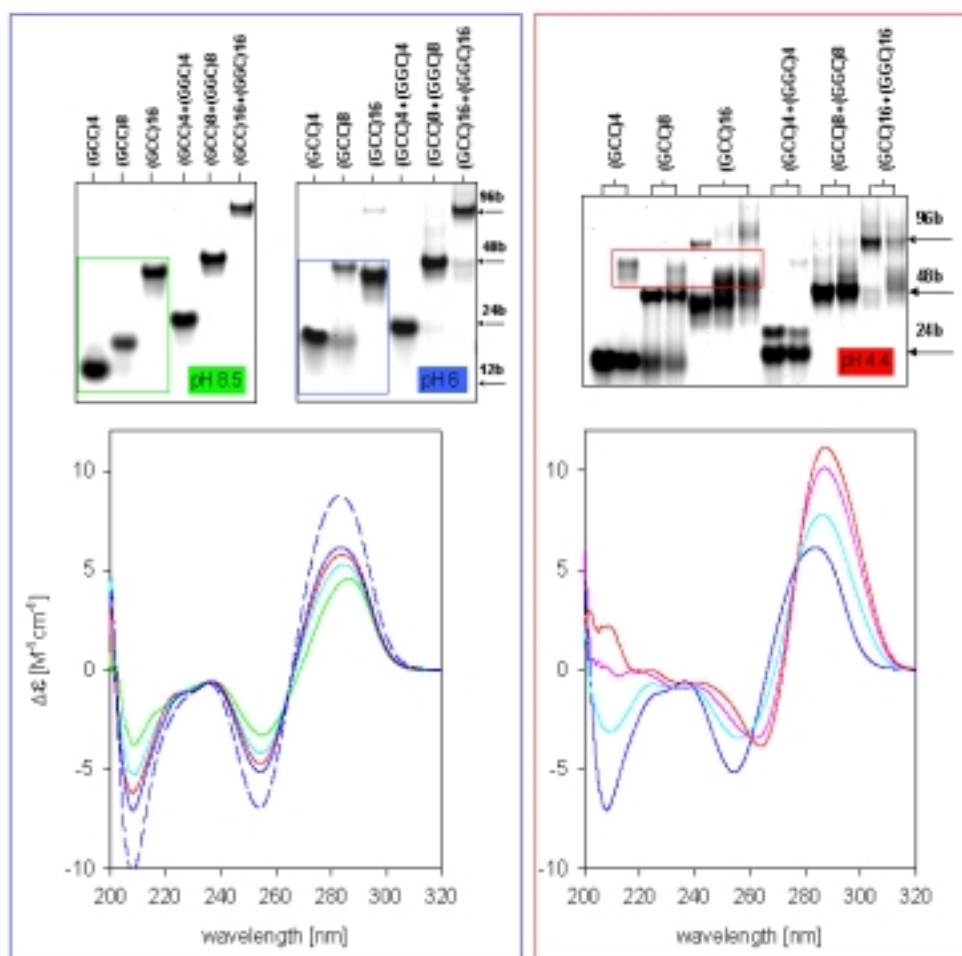 (GCC)4
(GCC)8
(GCC)16
(GCC)4+(GGC)4
(GCC)8+(GGC)8
(GCC)16+(GGC)16
pH 8.5
(GCC)4
(GCC)8
(GCC)16
(GCC)4+(GGC)4
(GCC)8+(GGC)8
(GCC)16+(GGC)16
96b
48b
24b
12b
pH 6
(GCC)4
(GCC)8
(GCC)16
(GCC)4+(GGC)4
(GCC)8+(GGC)8
(GCC)16+(GGC)16
96b
48b
24b
pH 4.4
Δε [M⁻¹cm⁻¹]
10
5
0
-5
-10
200 220 240 260 280 300 320
wavelength [nm]
10
5
0
-5
-10
200 220 240 260 280 300 320
wavelength [nm]